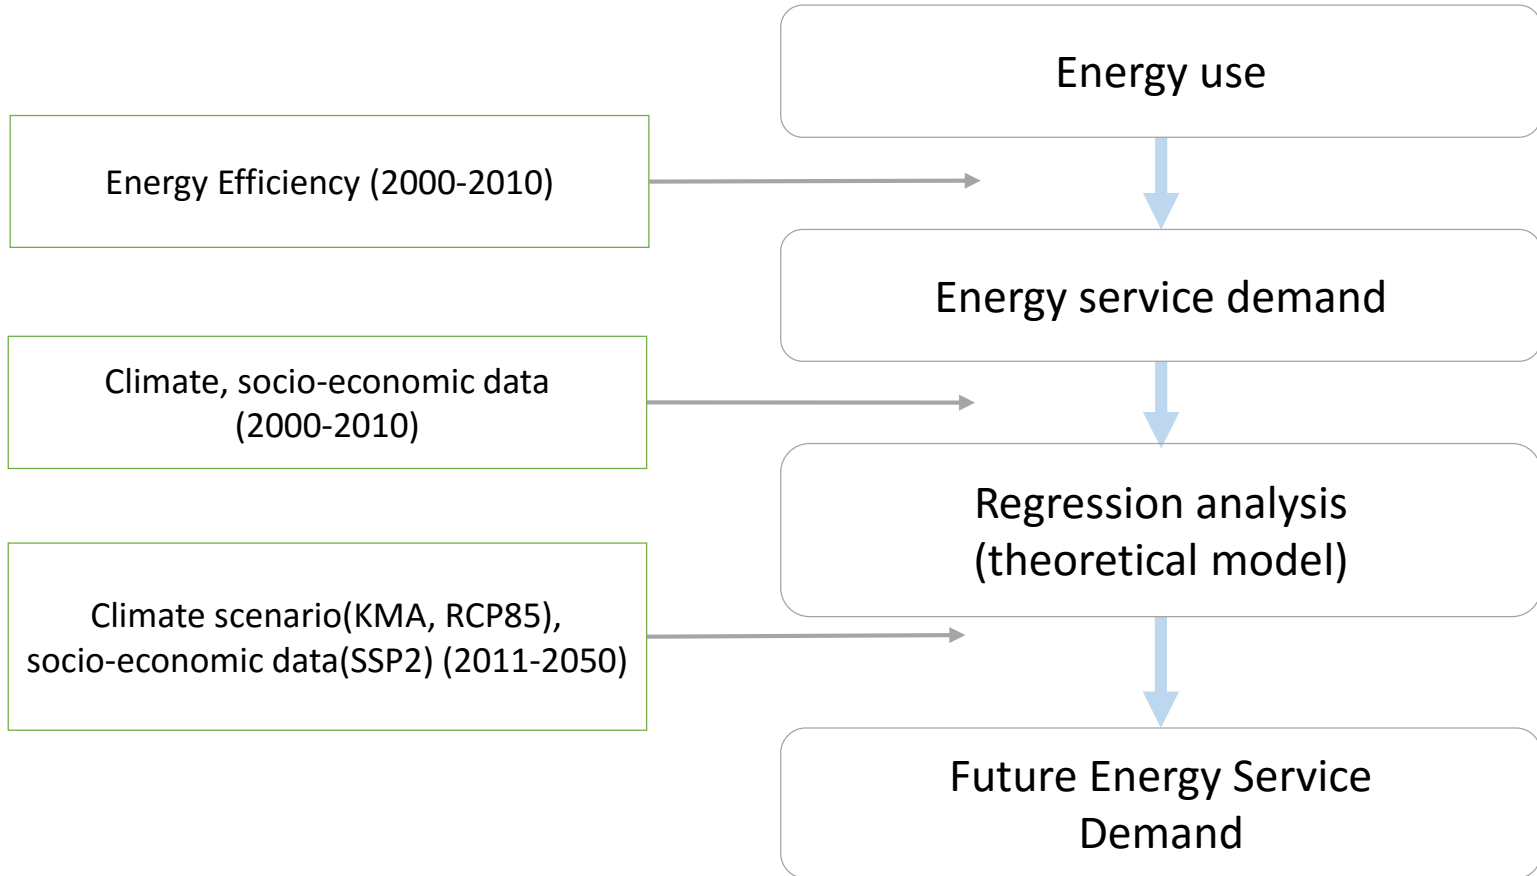 Energy use
Energy Efficiency (2000-2010)
Energy service demand
Climate, socio-economic data
(2000-2010)
Regression analysis
(theoretical model)
Climate scenario(KMA, RCP85),
socio-economic data(SSP2) (2011-2050)
Future Energy Service
Demand